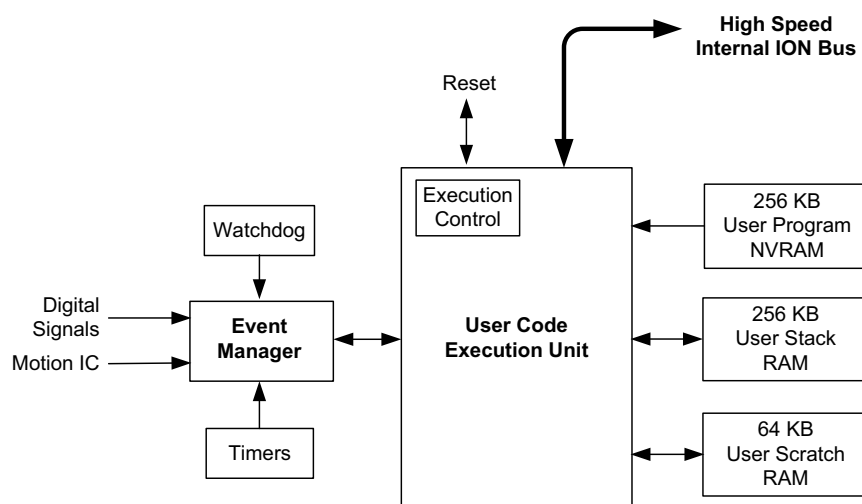 High Speed
Internal ION Bus
Reset
Execution
Control
256 KB
User Program
NVRAM
Watchdog
Digital
Signals
Motion IC
Event
Manager
User Code
Execution Unit
256 KB
User Stack
RAM
Timers
64 KB
User Scratch
RAM